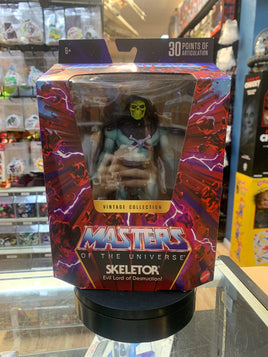 6+
30 POINTS OF
ARTICULATION
VINTAGE COLLECTION
MASTERS
OF THE UNIVERSE
SKELETOR
Evil Lord of Destruction!